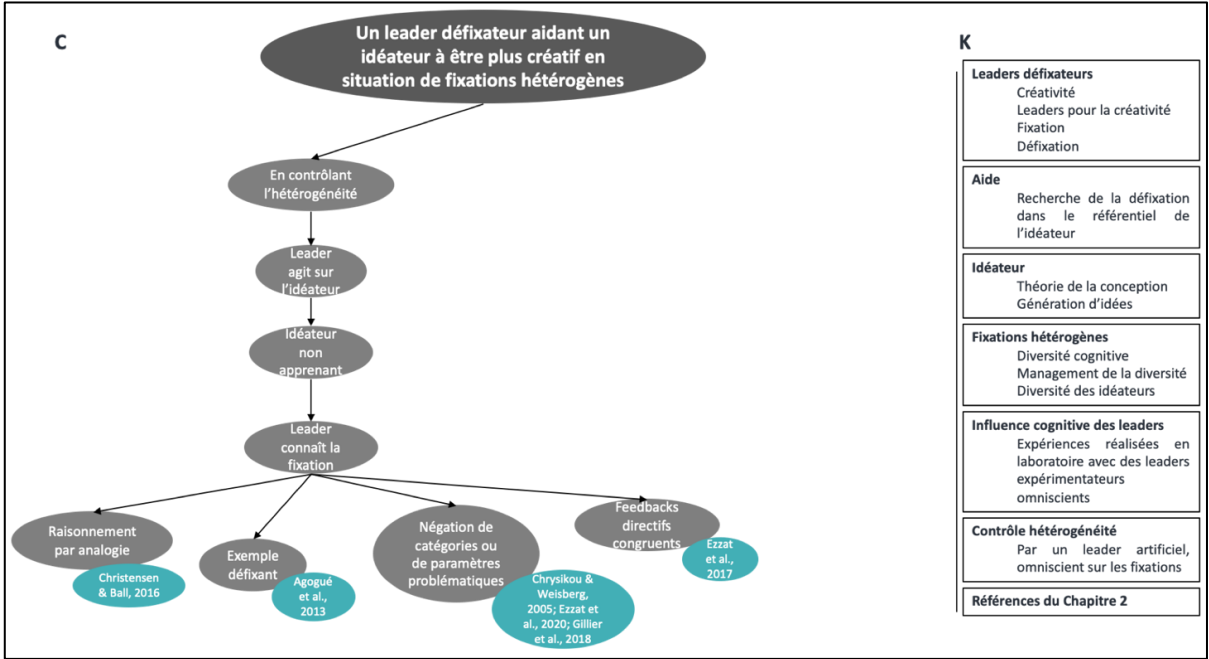 C
Un leader défixateur aidant un
idéateur à être plus créatif en
situation de fixations hétérogènes
En contrôlant
l’hétérogénéité
Leader
agit sur
l’idéateur
Idéateur
non
apprenant
Leader
connaît la
fixation
Raisonnement
par analogie
Christensen
& Ball, 2016
Exemple
défixant
Agogué
et al.,
2013
Négation de
catégories ou
de paramètres
problématiques
Chrysikou &
Weisberg,
2005; Ezzat et
al., 2020; Gillier
et al., 2018
Feedbacks
directifs
congruents
Ezzat
et al.,
2017
K
Leaders défixateurs
Créativité
Leaders pour la créativité
Fixation
Défixation
Aide
Recherche de la défixation
dans le référentiel de
l’idéateur
Idéateur
Théorie de la conception
Génération d’idées
Fixations hétérogènes
Diversité cognitive
Management de la diversité
Diversité des idéateurs
Influence cognitive des leaders
Expériences réalisées en
laboratoire avec des leaders
expérimentateurs
omniscients
Contrôle hétérogénéité
Par un leader artificiel,
omniscient sur les fixations
Références du Chapitre 2